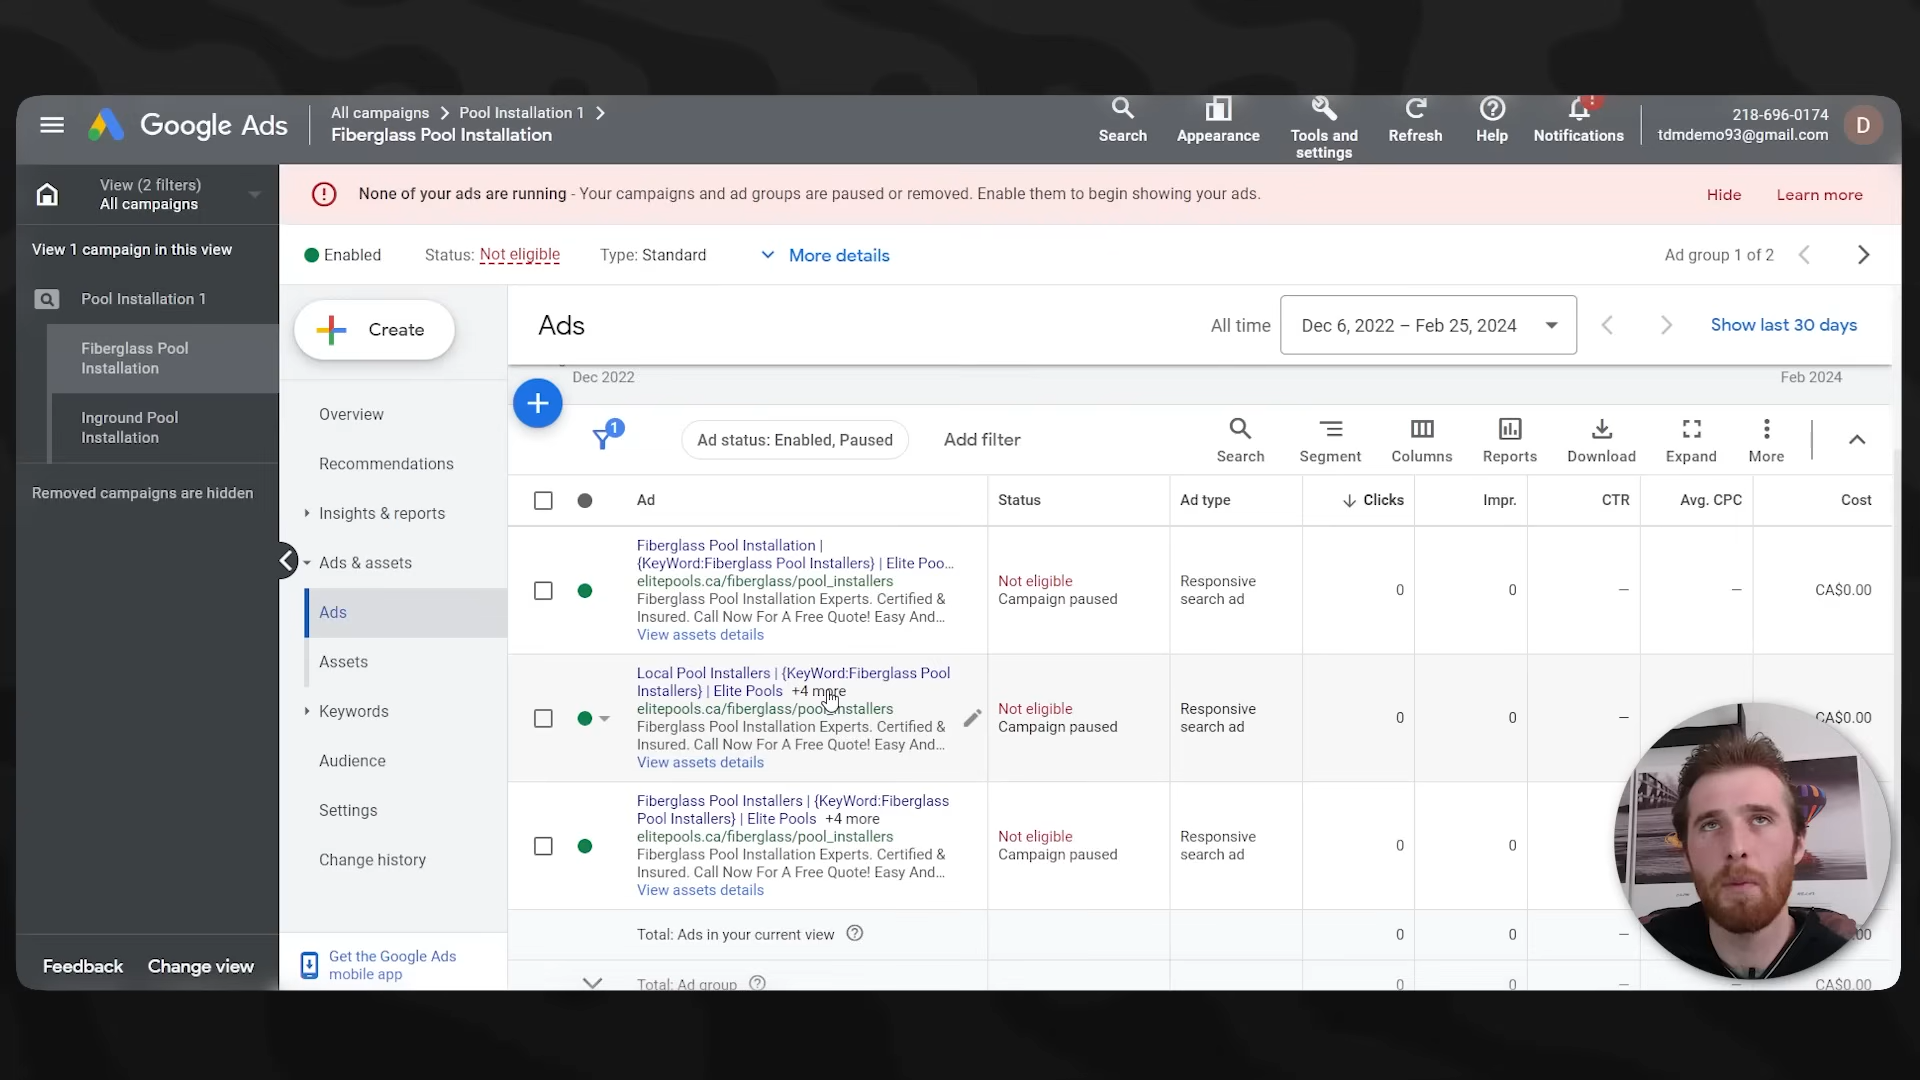 Google Ads
All campaigns > Pool Installation 1 >
Fiberglass Pool Installation
Search
Appearance
Tools and
settings
Refresh
Help
!
Notifications
218-696-0174
tdmdemo93@gmail.com
D
View (2 filters)
All campaigns
View 1 campaign in this view
Pool Installation 1
Fiberglass Pool
Installation
Inground Pool
Installation
Removed campaigns are hidden
Feedback
Change view
None of your ads are running - Your campaigns and ad groups are paused or removed. Enable them to begin showing your ads.
Hide
Learn more
Enabled
Status: Not eligible
Type: Standard
More details
Ad group 1 of 2
Create
Overview
Recommendations
Insights & reports
Ads & assets
Ads
Assets
Keywords
Audience
Settings
Change history
Get the Google Ads
mobile app
Ads
All time
Dec 6, 2022 – Feb 25, 2024
Show last 30 days
Dec 2022
Feb 2024
1
Ad status: Enabled, Paused
Add filter
Search
Segment
Columns
Reports
Download
Expand
More
Ad
Status
Ad type
Clicks
Impr.
CTR
Avg. CPC
Cost
Fiberglass Pool Installation |
{KeyWord:Fiberglass Pool Installers} | Elite Poo...
elitepools.ca/fiberglass/pool_installers
Fiberglass Pool Installation Experts. Certified &
Insured. Call Now For A Free Quote! Easy And...
View assets details
Not eligible
Campaign paused
Responsive
search ad
0
0
–
–
CA$0.00
Local Pool Installers | {KeyWord:Fiberglass Pool
Installers} | Elite Pools +4 more
elitepools.ca/fiberglass/pool_installers
Fiberglass Pool Installation Experts. Certified &
Insured. Call Now For A Free Quote! Easy And...
View assets details
Not eligible
Campaign paused
Responsive
search ad
0
0
–
CA$0.00
Fiberglass Pool Installers | {KeyWord:Fiberglass
Pool Installers} | Elite Pools +4 more
elitepools.ca/fiberglass/pool_installers
Fiberglass Pool Installation Experts. Certified &
Insured. Call Now For A Free Quote! Easy And...
View assets details
Not eligible
Campaign paused
Responsive
search ad
0
0
–
Total: Ads in your current view
0
0
–
Total: Ad group
0
0
–
CA$0.00